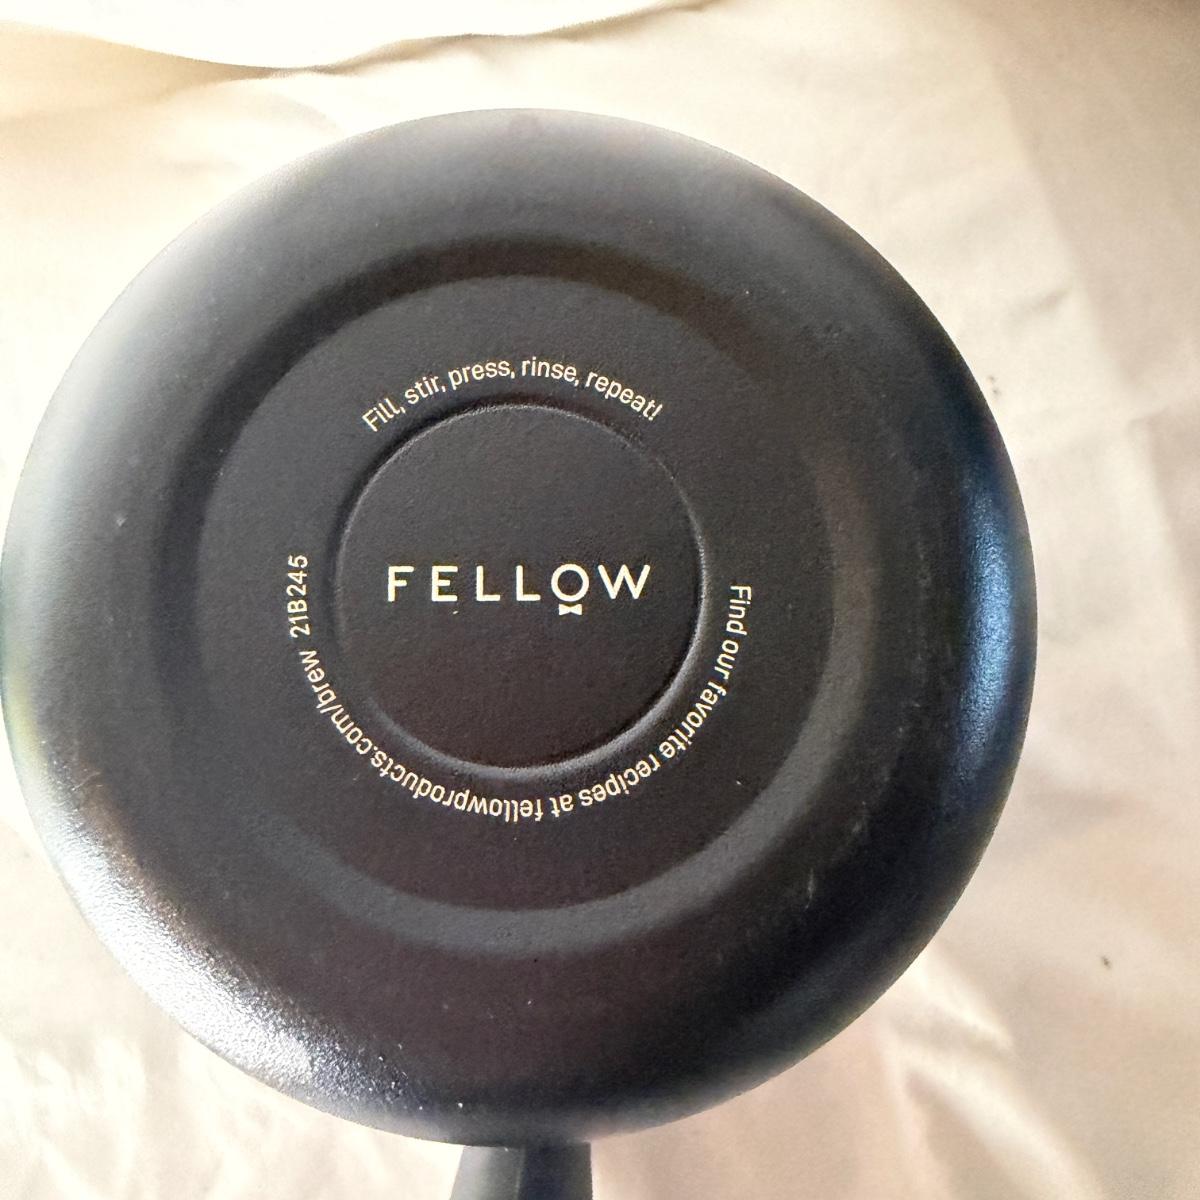 Fill, stir, press, rinse, repeat!
FELLOW
Find our favorite recipes at fellowproducts.com/brew 21B245